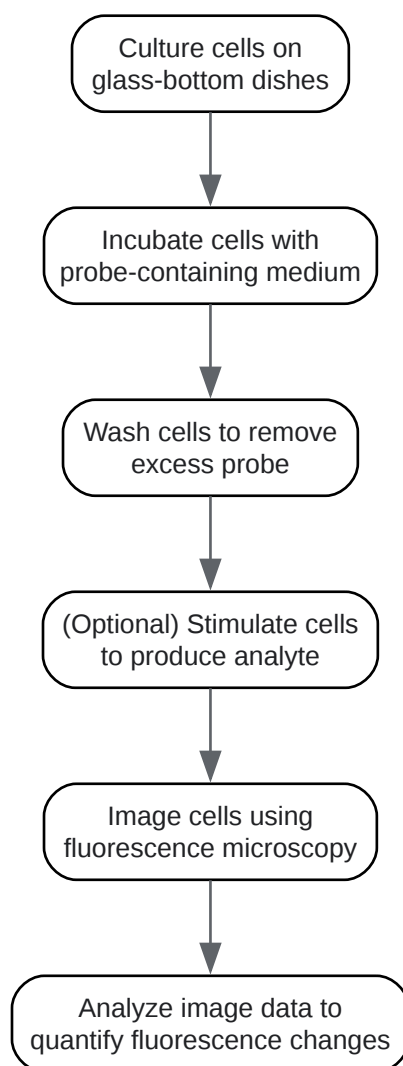 Culture cells on
glass-bottom dishes
Incubate cells with
probe-containing medium
Wash cells to remove
excess probe
(Optional) Stimulate cells
to produce analyte
Image cells using
fluorescence microscopy
Analyze image data to
quantify fluorescence changes